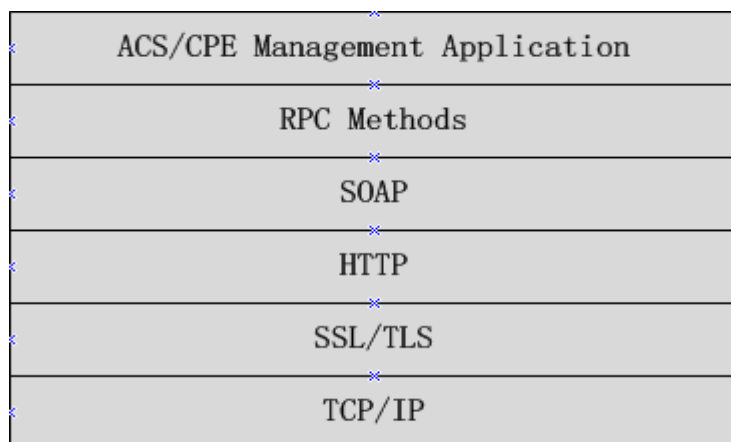 ACS/CPE Management Application
RPC Methods
SOAP
HTTP
SSL/TLS
TCP/IP